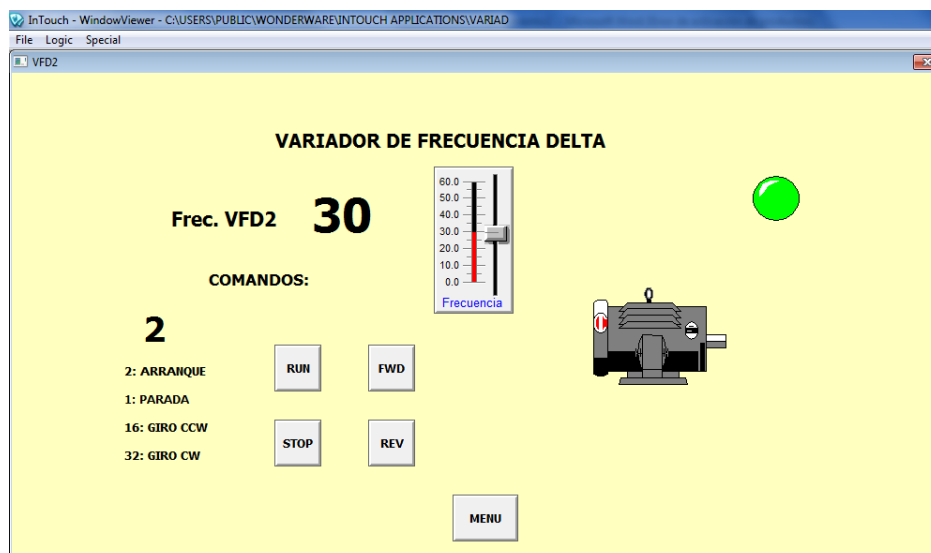 InTouch - WindowViewer - C:\USERS\PUBLIC\WONDERWARE\INTOUCH APPLICATIONS\VARIAD
File Logic Special
VFD2
VARIADOR DE FRECUENCIA DELTA
Frec. VFD2 30
60.0
50.0
40.0
30.0
20.0
10.0
0.0
Frecuencia
COMANDOS:
2
2: ARRANQUE
1: PARADA
16: GIRO CCW
32: GIRO CW
RUN FWD
STOP REV
MENU